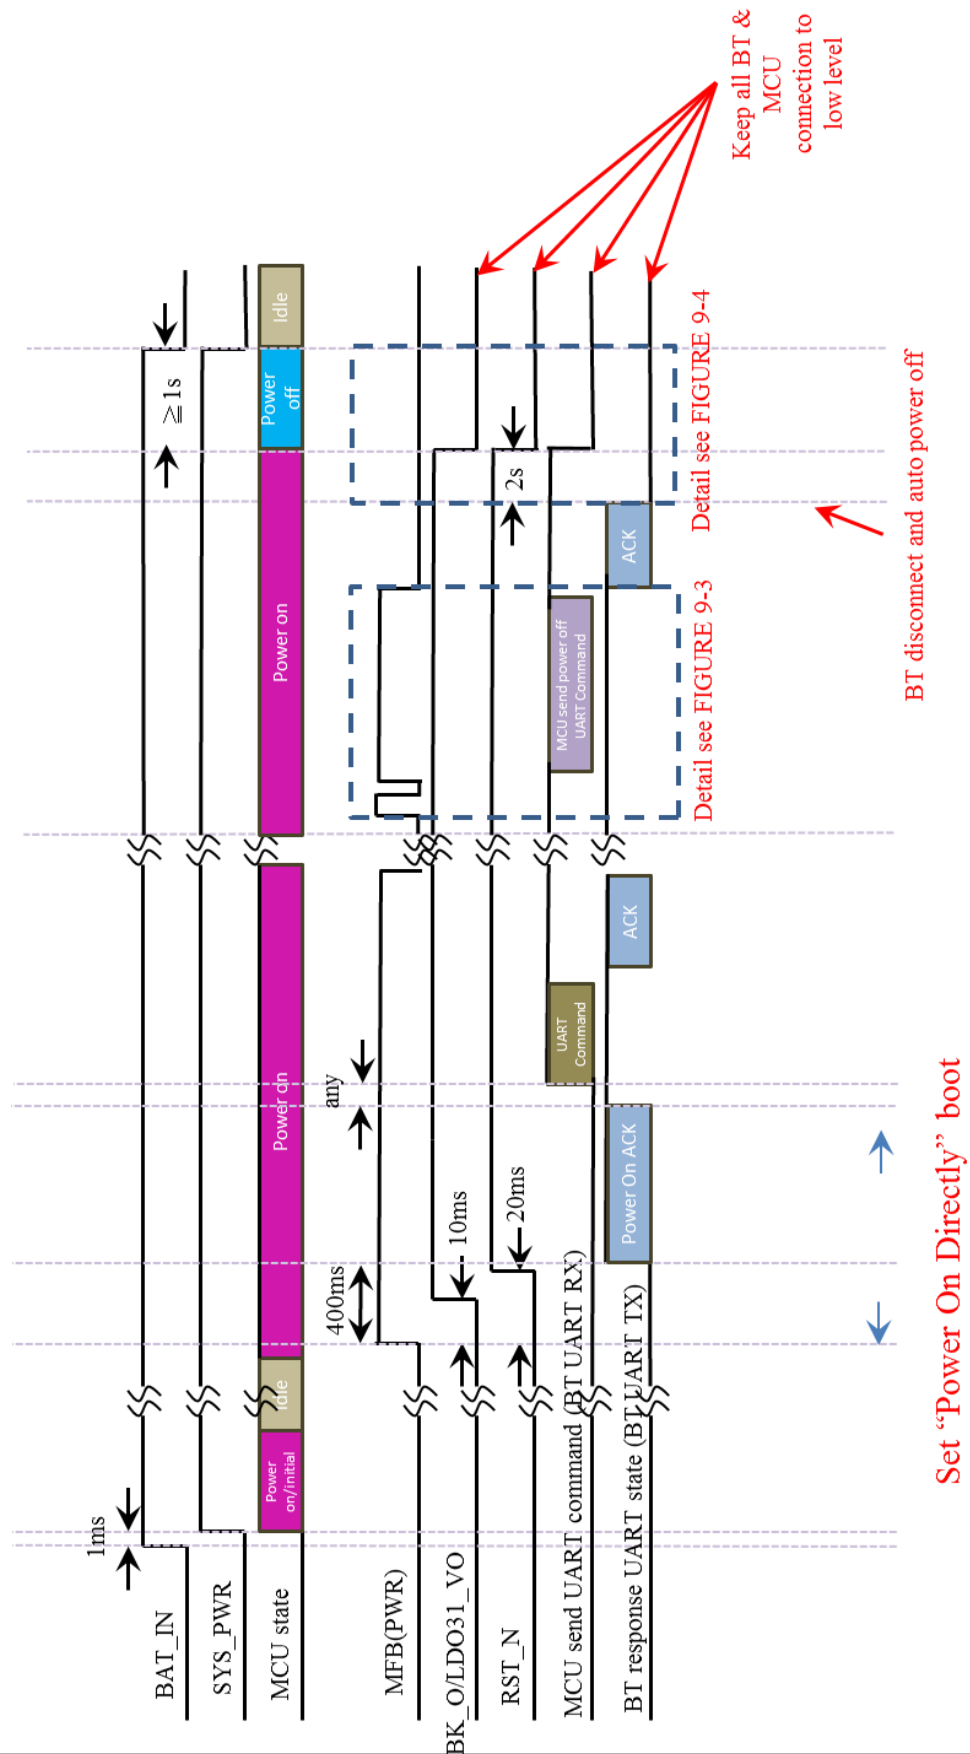 1ms
≧1s
BAT_IN
SYS_PWR
MCU state
Power
on/initial
Idle
Power on
Power on
Power
off
Idle
400ms
any
MFB(PWR)
BK_O/LDO31_VO
10ms
RST_N
20ms
2s
MCU send UART command (BT UART RX)
UART
Command
MCU send power off
UART Command
BT response UART state (BT UART TX)
Power On ACK
ACK
ACK
Detail see FIGURE 9-3
Detail see FIGURE 9-4
Keep all BT &
MCU
connection to
low level
BT disconnect and auto power off
Set “Power On Directly” boot